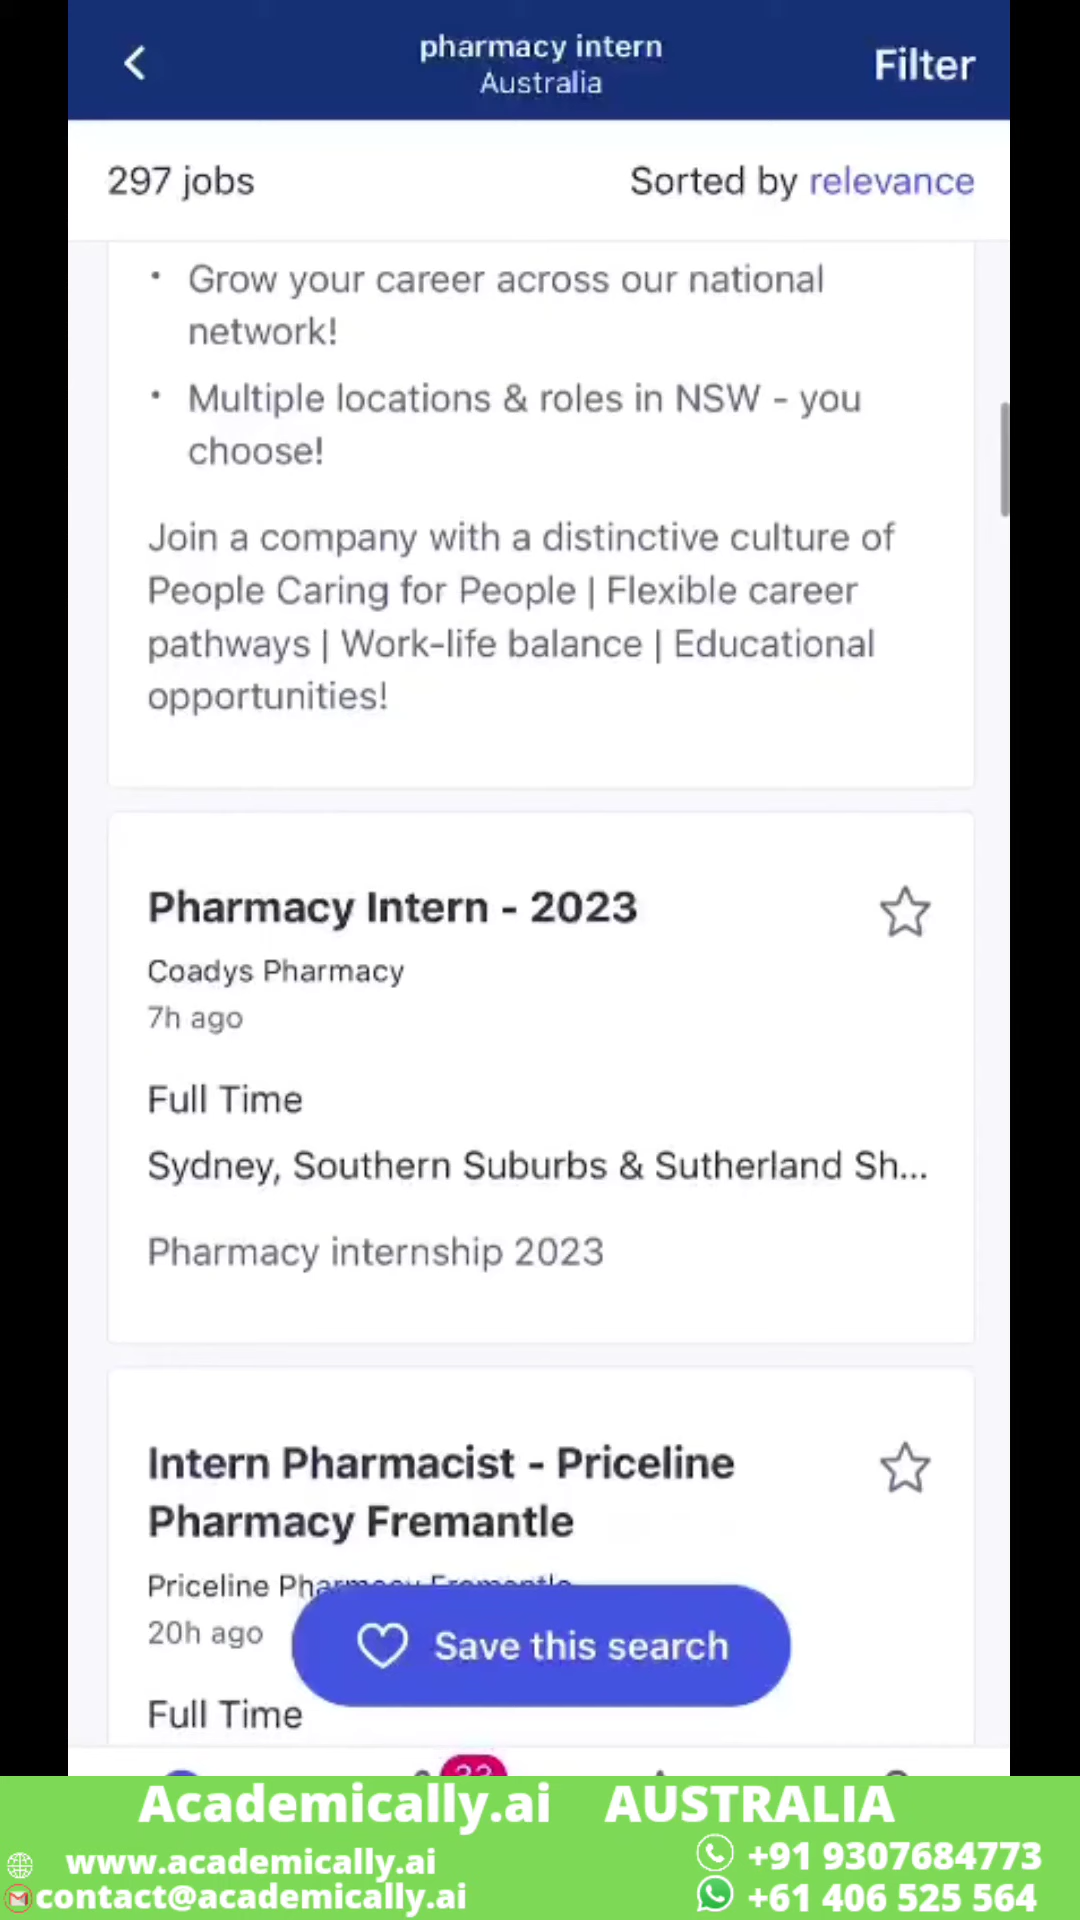 pharmacy intern
Australia
Filter
297 jobs
Sorted by relevance
• Grow your career across our national
network!
• Multiple locations & roles in NSW - you
choose!
Join a company with a distinctive culture of
People Caring for People | Flexible career
pathways | Work-life balance | Educational
opportunities!
Pharmacy Intern - 2023
Coadys Pharmacy
7h ago
Full Time
Sydney, Southern Suburbs & Sutherland Sh...
Pharmacy internship 2023
Intern Pharmacist - Priceline
Pharmacy Fremantle
Priceline Pharmacy Fremantle
20h ago
Save this search
Full Time
Academically.ai AUSTRALIA
www.academically.ai
+91 9307684773
contact@academically.ai
+61 406 525 564